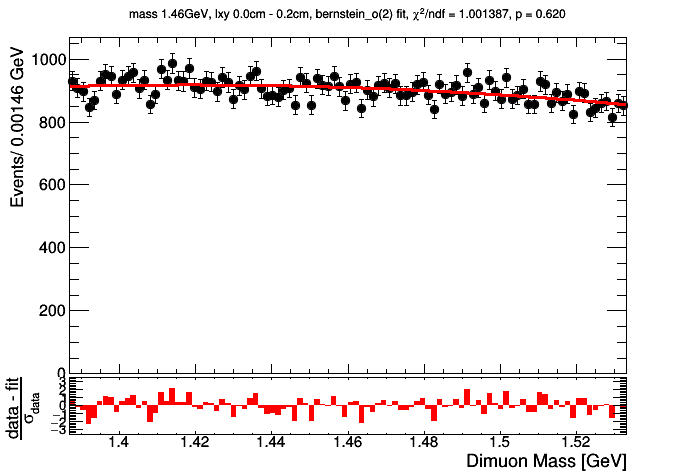 mass 1.46GeV, lxy 0.0cm - 0.2cm, bernstein_o(2) fit, χ²/ndf = 1.001387, p = 0.620
Events/ 0.00146 GeV
1000
800
600
400
200
0
data - fit
σdata
3
2
1
0
−1
−2
−3
1.4 1.42 1.44 1.46 1.48 1.5 1.52
Dimuon Mass [GeV]